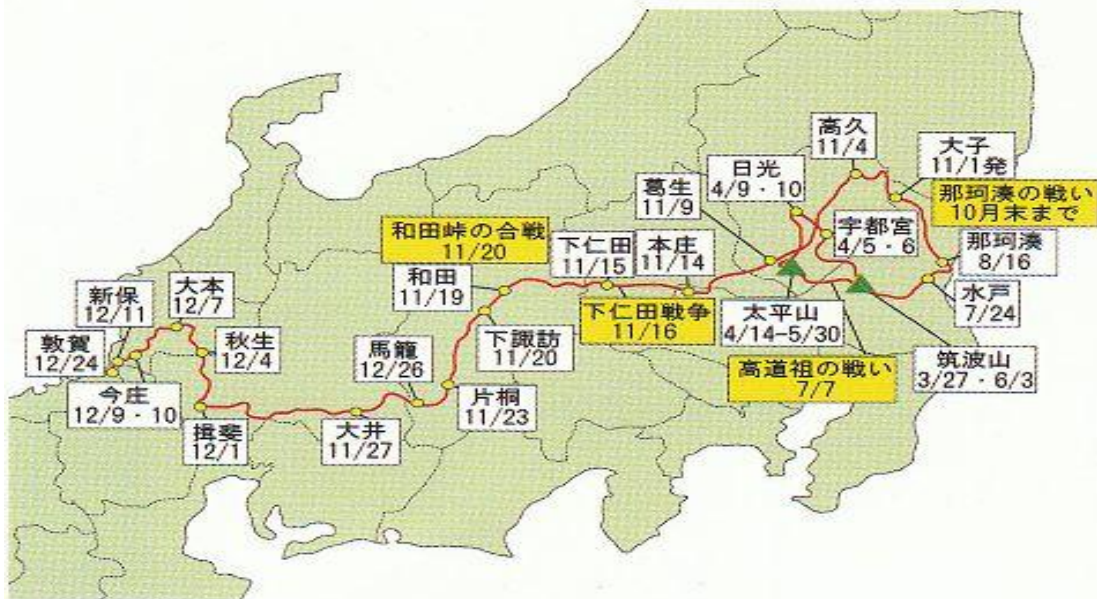 高久
11/4
大子
11/1発
日光
4/9・10
葛生
11/9
那珂湊の戦い
10月末まで
宇都宮
4/5・6
和田峠の合戦
11/20
下仁田
11/15
本庄
11/14
那珂湊
8/16
和田
11/19
水戸
7/24
大本
12/7
新保
12/11
下仁田戦争
11/16
太平山
4/14-5/30
敦賀
12/24
秋生
12/4
馬籠
12/26
下諏訪
11/20
高道祖の戦い
7/7
筑波山
3/27・6/3
今庄
12/9・10
片桐
11/23
揖斐
12/1
大井
11/27